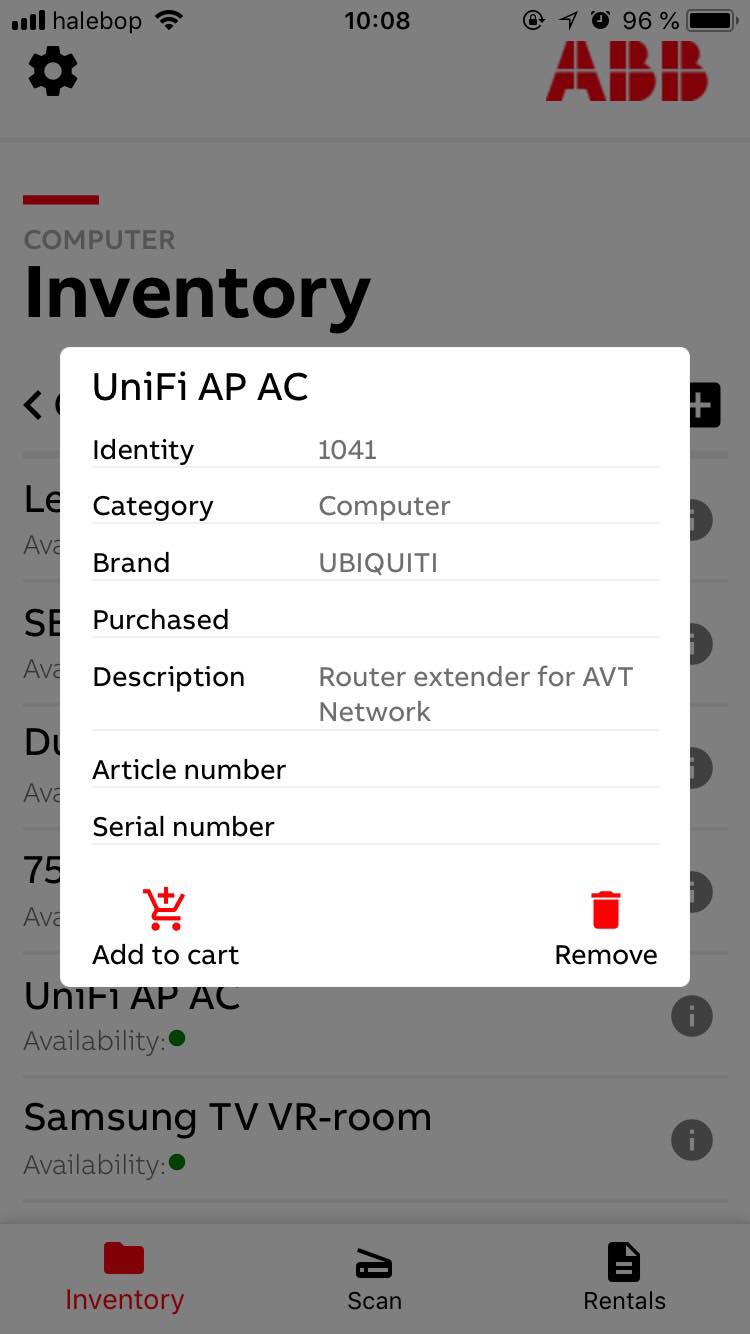 halebop
10:08
96 %
ABB
COMPUTER
Inventory
UniFi AP AC
Identity 1041
Category Computer
Brand UBIQUITI
Purchased
Description Router extender for AVT
Network
Article number
Serial number
Add to cart
Remove
Le
Ava
SE
Ava
Du
Ava
75
Ava
UniFi AP AC
Availability:
Samsung TV VR-room
Availability:
Inventory
Scan
Rentals